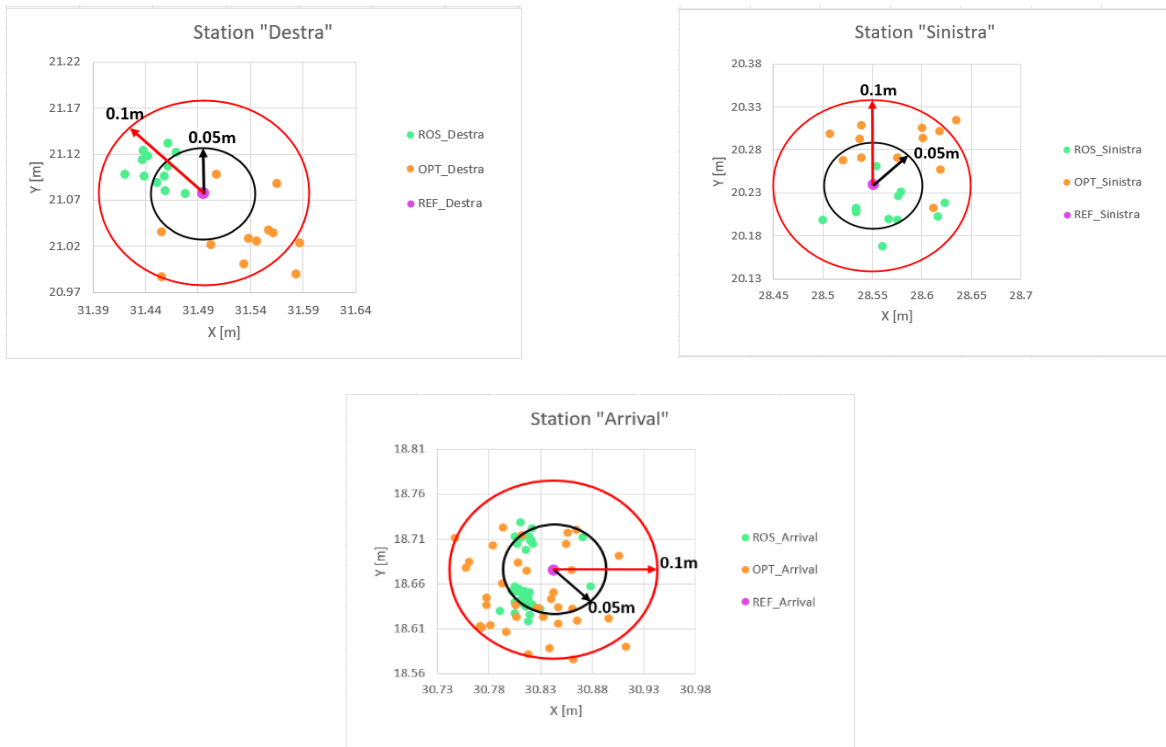 Station "Destra"
21.22
21.17
21.12
21.07
21.02
20.97
Y [m]
0.1m
0.05m
31.39 31.44 31.49 31.54 31.59 31.64
X [m]
ROS_Destra
OPT_Destra
REF_Destra
Station "Sinistra"
20.38
20.33
20.28
20.23
20.18
20.13
Y [m]
0.1m
0.05m
28.45 28.5 28.55 28.6 28.65 28.7
X [m]
ROS_Sinistra
OPT_Sinistra
REF_Sinistra
Station "Arrival"
18.81
18.76
18.71
18.66
18.61
18.56
Y [m]
0.1m
0.05m
30.73 30.78 30.83 30.88 30.93 30.98
X [m]
ROS_Arrival
OPT_Arrival
REF_Arrival